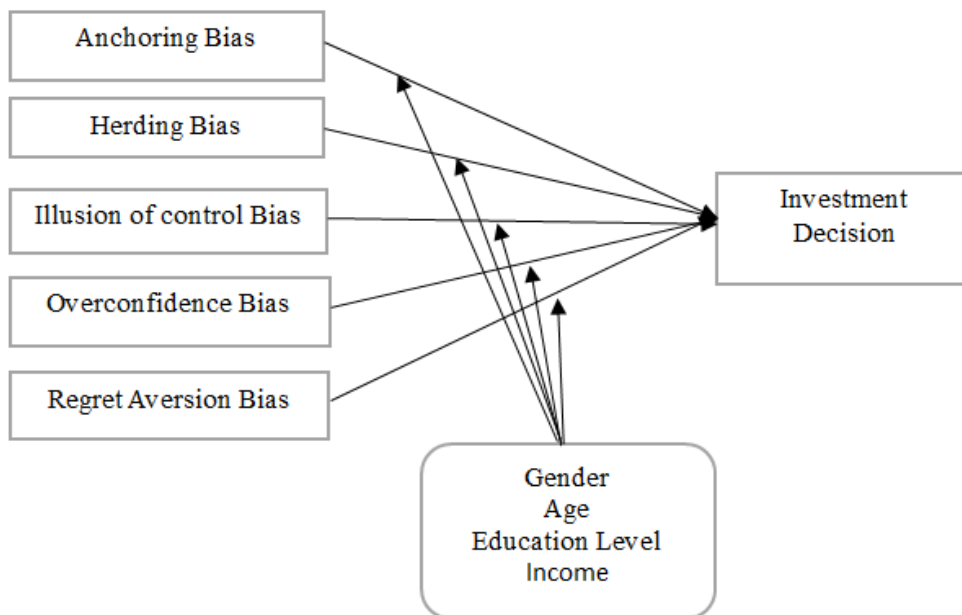 Anchoring Bias
Herding Bias
Illusion of control Bias
Overconfidence Bias
Regret Aversion Bias
Investment
Decision
Gender
Age
Education Level
Income